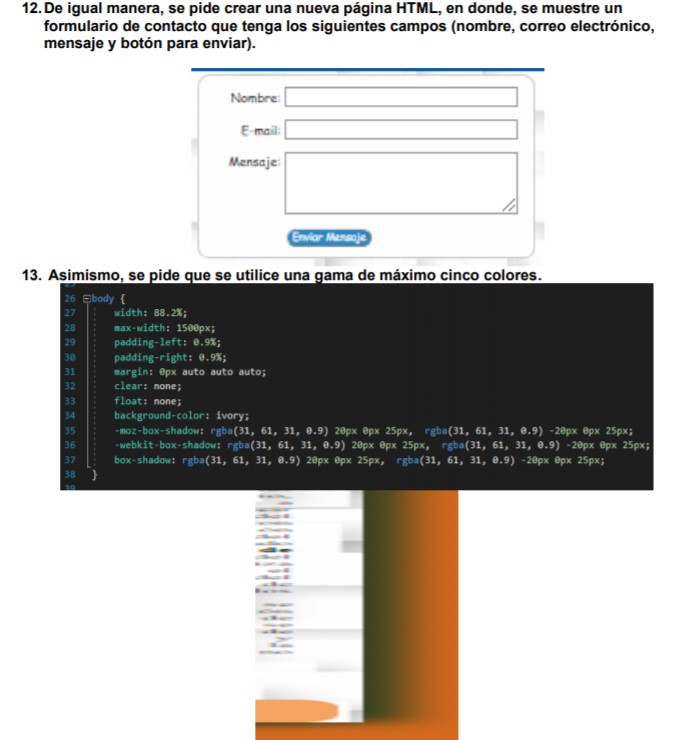 12. De igual manera, se pide crear una nueva página HTML, en donde, se muestre un
formulario de contacto que tenga los siguientes campos (nombre, correo electrónico,
mensaje y botón para enviar).
Nombre:
E-mail:
Mensaje:
Enviar Mensaje
13. Asimismo, se pide que se utilice una gama de máximo cinco colores.
26 body {
27 width: 88.2%;
28 max-width: 1500px;
29 padding-left: 0.9%;
30 padding-right: 0.9%;
31 margin: 0px auto auto auto;
32 clear: none;
33 float: none;
34 background-color: ivory;
35 -moz-box-shadow: rgba(31, 61, 31, 0.9) 20px 0px 25px, rgba(31, 61, 31, 0.9) -20px 0px 25px;
36 -webkit-box-shadow: rgba(31, 61, 31, 0.9) 20px 0px 25px, rgba(31, 61, 31, 0.9) -20px 0px 25px;
37 box-shadow: rgba(31, 61, 31, 0.9) 20px 0px 25px, rgba(31, 61, 31, 0.9) -20px 0px 25px;
38 }
39